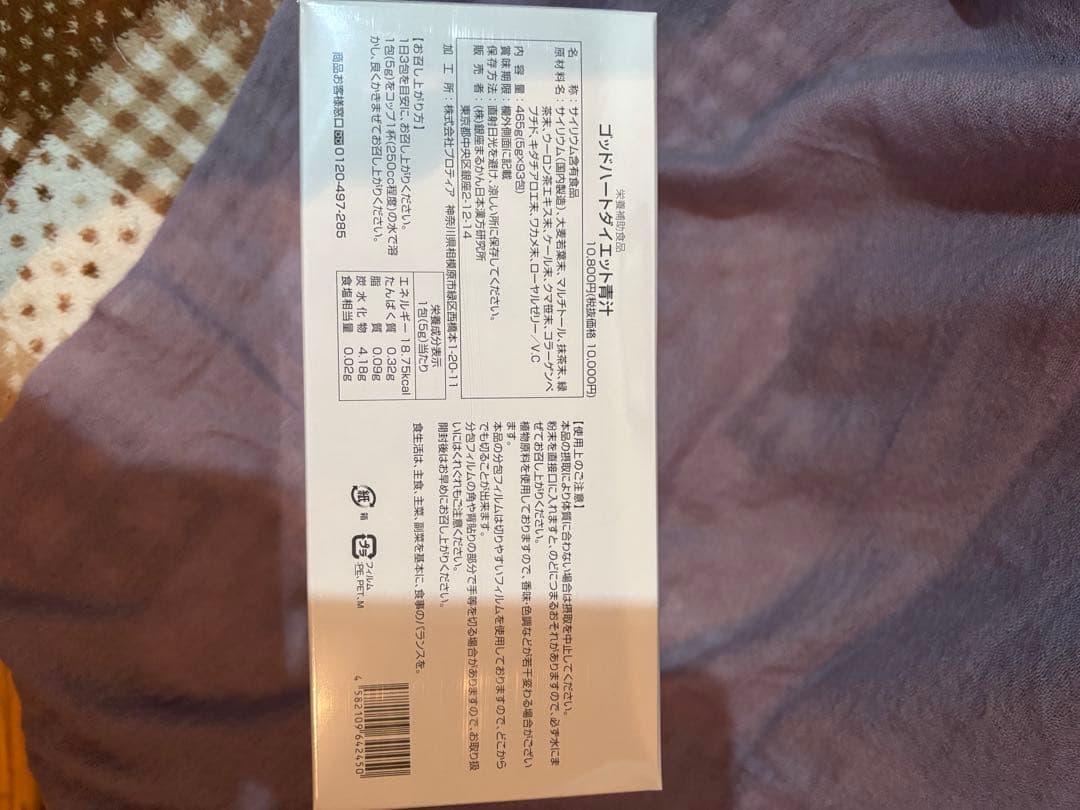 栄養補助食品
ゴッドハートダイエット青汁
10,800円(税抜価格 10,000円)
名称：サイリウム含有食品
原材料名：サイリウム(国内製造)、大麦若葉末、マルチトール、抹茶末、緑
茶末、ウーロン茶エキス末、ケール末、クマ笹末、コラーゲンペ
プチド、キダチアロエ末、ワカメ末、ローヤルゼリー／V.C
内容量：465g(5g×93包)
賞味期限：欄外側面に記載
保存方法：直射日光を避け、涼しい所に保存してください。
販売者：(株)銀座まるかん日本漢方研究所
東京都中央区銀座2-12-14
加工所：株式会社プロティア 神奈川県相模原市緑区西橋本1-20-11
【お召し上がり方】
1日3包を目安に、お召し上がりください。
1包(5g)をコップ1杯(250cc程度)の水で溶
かし、良くかきまぜてお召し上がりください。
商品お客様窓口 0120-497-285
栄養成分表示
1包(5g)当たり
エネルギー 18.75kcal
たんぱく質 0.32g
脂質 0.09g
炭水化物 4.18g
食塩相当量 0.02g
【使用上のご注意】
本品の摂取により体質に合わない場合は摂取を中止してください。
粉末を直接口に入れますと、のどにつまるおそれがありますので、必ず水にま
ぜてお召し上がりください。
植物原料を使用しておりますので、香味・色調などが若干変わる場合がござい
ます。
本品の分包フィルムは切りやすいフィルムを使用しておりますので、どこから
でも切ることが出来ます。
分包フィルムの角や背貼りの部分で手等を切る場合がありますので、お取り扱
いにはくれぐれもご注意ください。
開封後はお早めにお召し上がりください。
食生活は、主食、主菜、副菜を基本に、食事のバランスを。
紙
箱
プラ
フィルム
:PE、PET、M
4 582109 642450